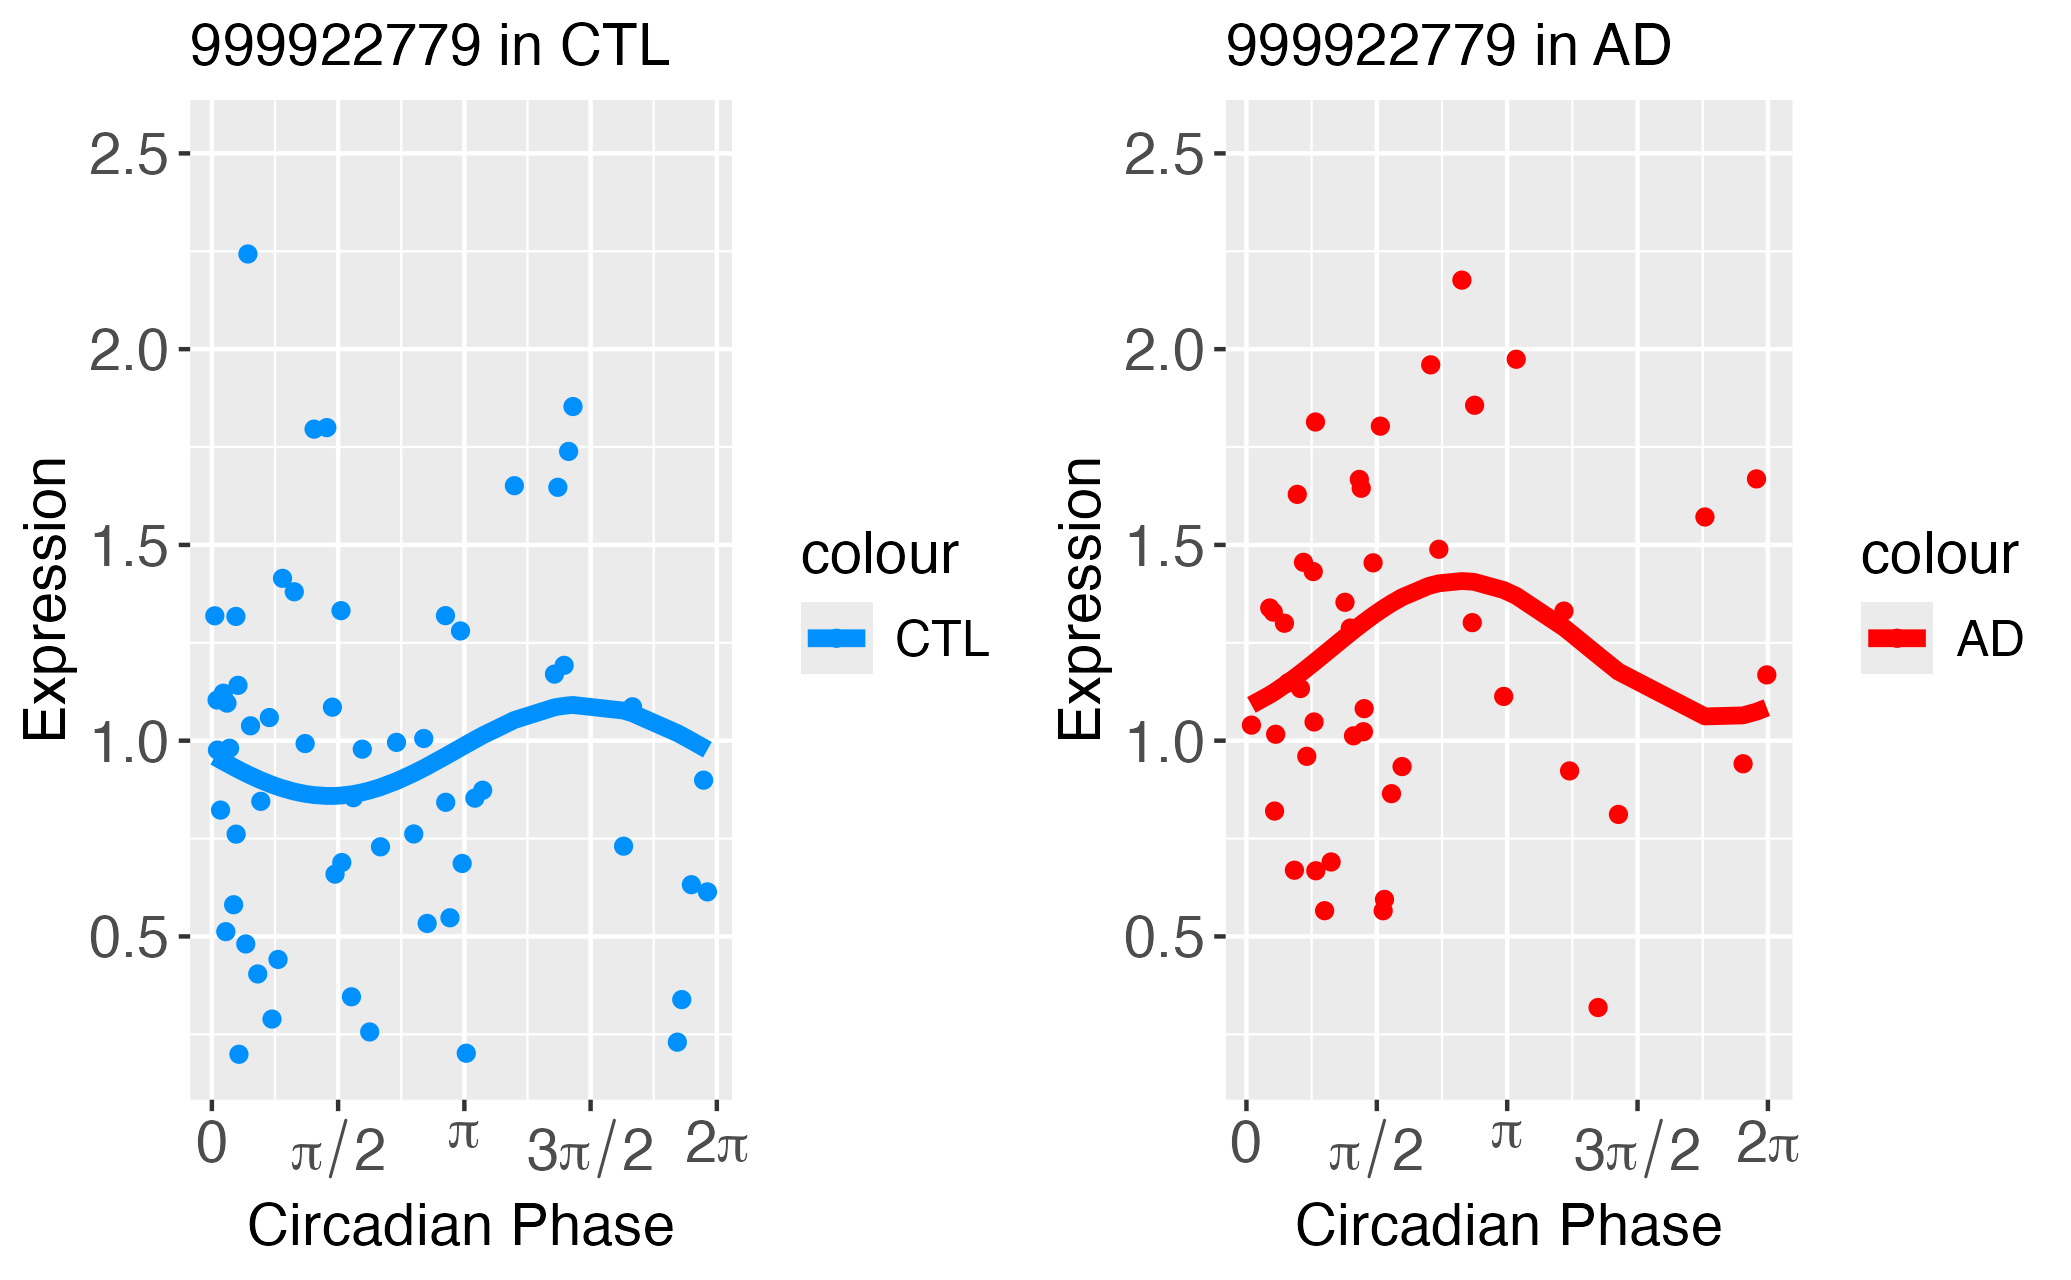 999922779 in CTL
2.5
2.0
1.5
1.0
0.5
Expression
0
π/2
π
3π/2
2π
Circadian Phase
colour
CTL
999922779 in AD
2.5
2.0
1.5
1.0
0.5
Expression
0
π/2
π
3π/2
2π
Circadian Phase
colour
AD